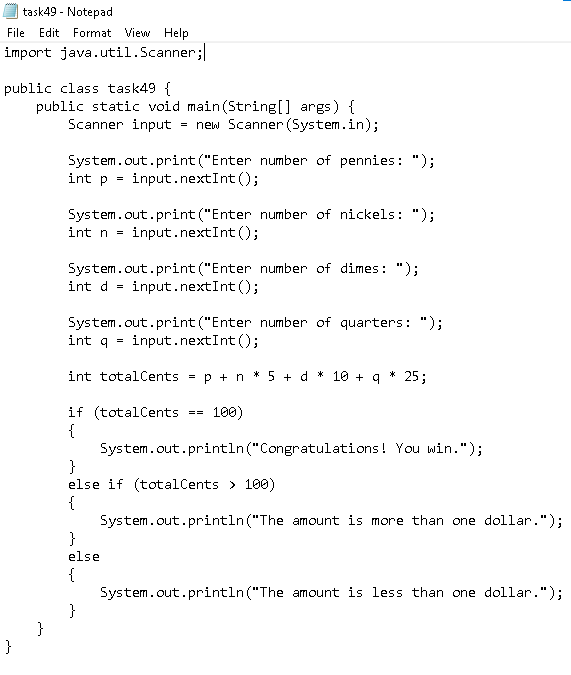 task49 - Notepad
File Edit Format View Help
import java.util.Scanner;

public class task49 {
    public static void main(String[] args) {
        Scanner input = new Scanner(System.in);

        System.out.print("Enter number of pennies: ");
        int p = input.nextInt();

        System.out.print("Enter number of nickels: ");
        int n = input.nextInt();

        System.out.print("Enter number of dimes: ");
        int d = input.nextInt();

        System.out.print("Enter number of quarters: ");
        int q = input.nextInt();

        int totalCents = p + n * 5 + d * 10 + q * 25;

        if (totalCents == 100)
        {
            System.out.println("Congratulations! You win.");
        }
        else if (totalCents > 100)
        {
            System.out.println("The amount is more than one dollar.");
        }
        else
        {
            System.out.println("The amount is less than one dollar.");
        }
    }
}